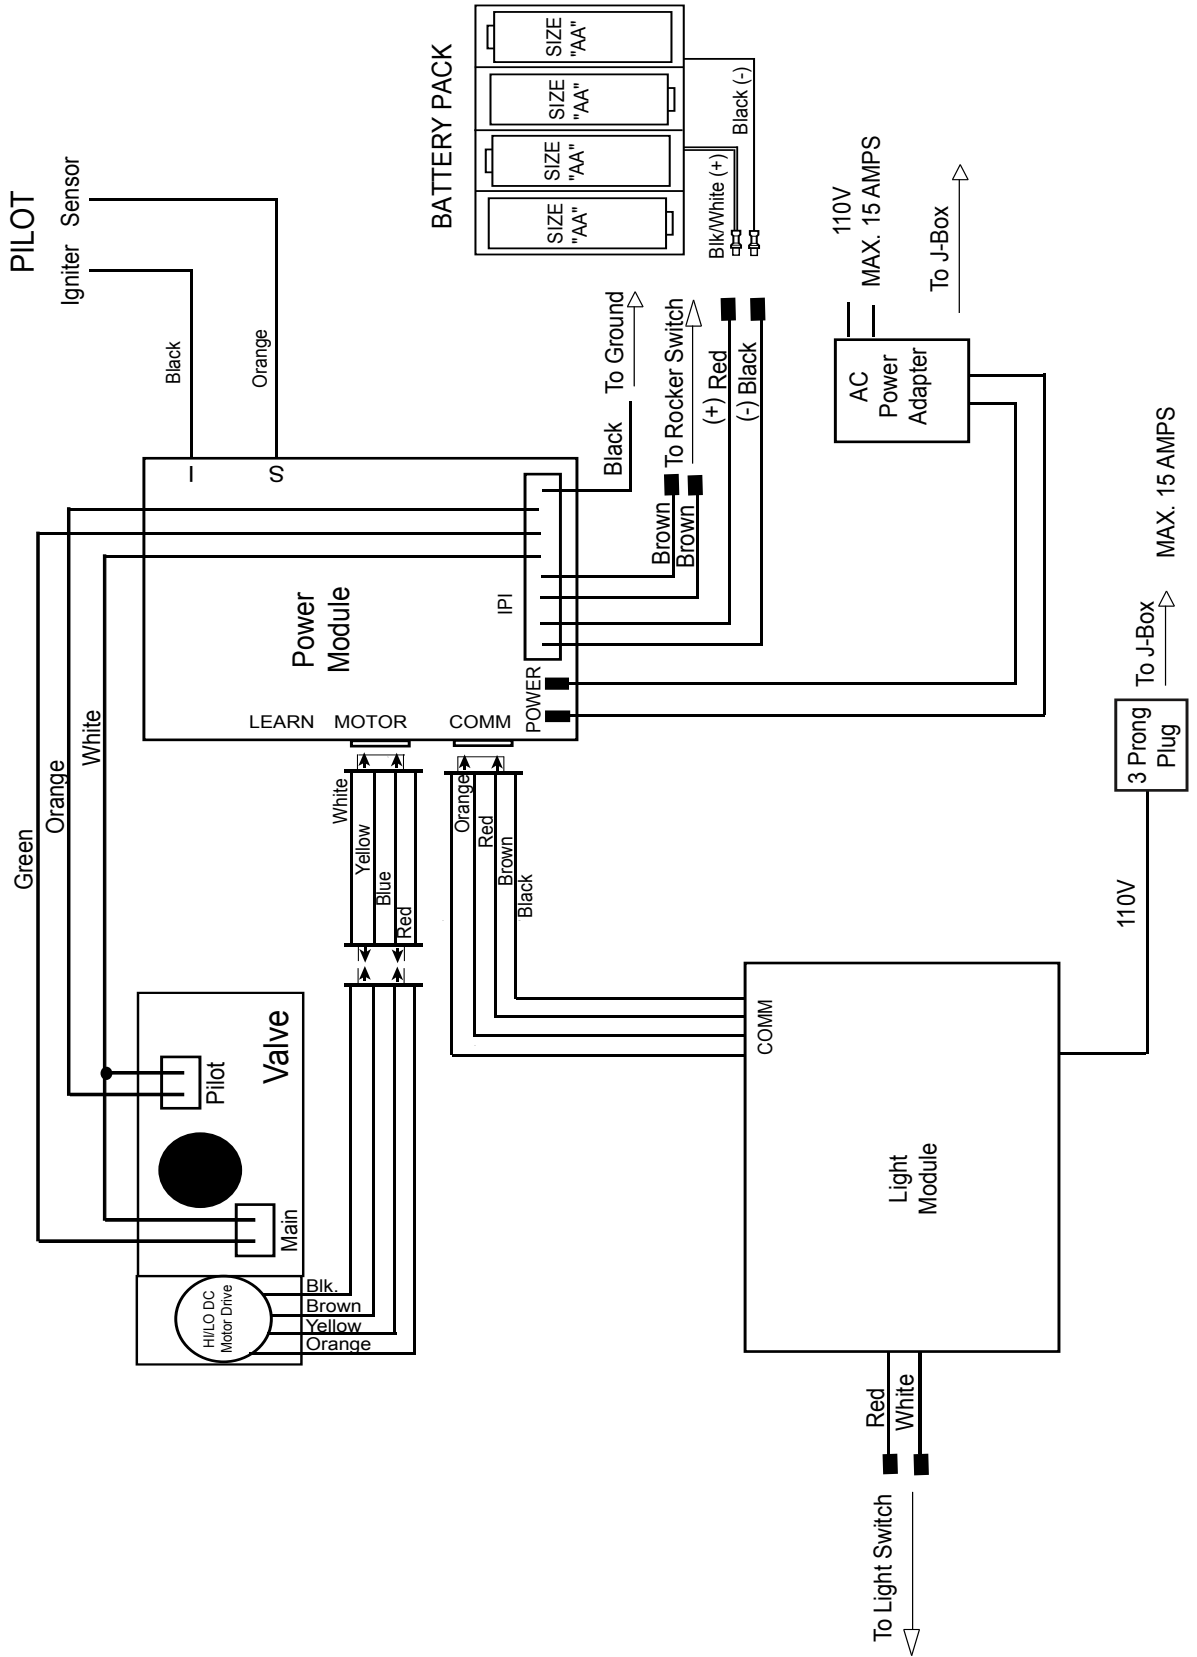 PILOT
Igniter
Sensor
Black
Orange
I
S
Green
Orange
White
Power
Module
LEARN
MOTOR
COMM
POWER
IPI
Black
To Ground
Brown
Brown
To Rocker Switch
(+) Red
(-) Black
BATTERY PACK
SIZE
"AA"
SIZE
"AA"
SIZE
"AA"
SIZE
"AA"
Blk/White (+)
Black (-)
AC
Power
Adapter
110V
MAX. 15 AMPS
To J-Box
White
Yellow
Blue
Red
Orange
Red
Brown
Black
Valve
Pilot
Main
HI/LO DC
Motor Drive
Blk.
Brown
Yellow
Orange
COMM
Light
Module
110V
3 Prong
Plug
To J-Box
MAX. 15 AMPS
Red
White
To Light Switch